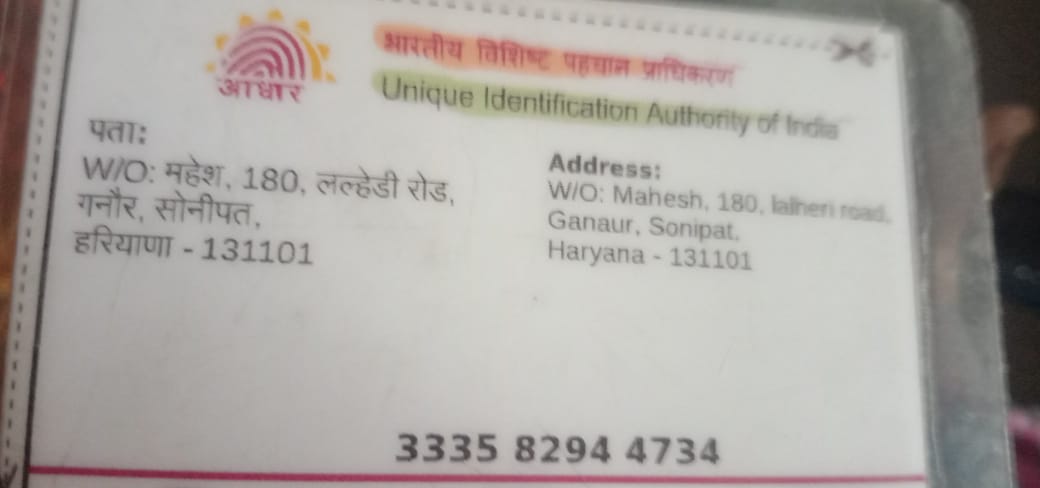 आधार
भारतीय विशिष्ट पहचान प्राधिकरण
Unique Identification Authority of India
पता:
W/O: महेश, 180, लल्हेडी रोड,
गनौर, सोनीपत,
हरियाणा - 131101
Address:
W/O: Mahesh, 180, lalheri road,
Ganaur, Sonipat,
Haryana - 131101
3335 8294 4734